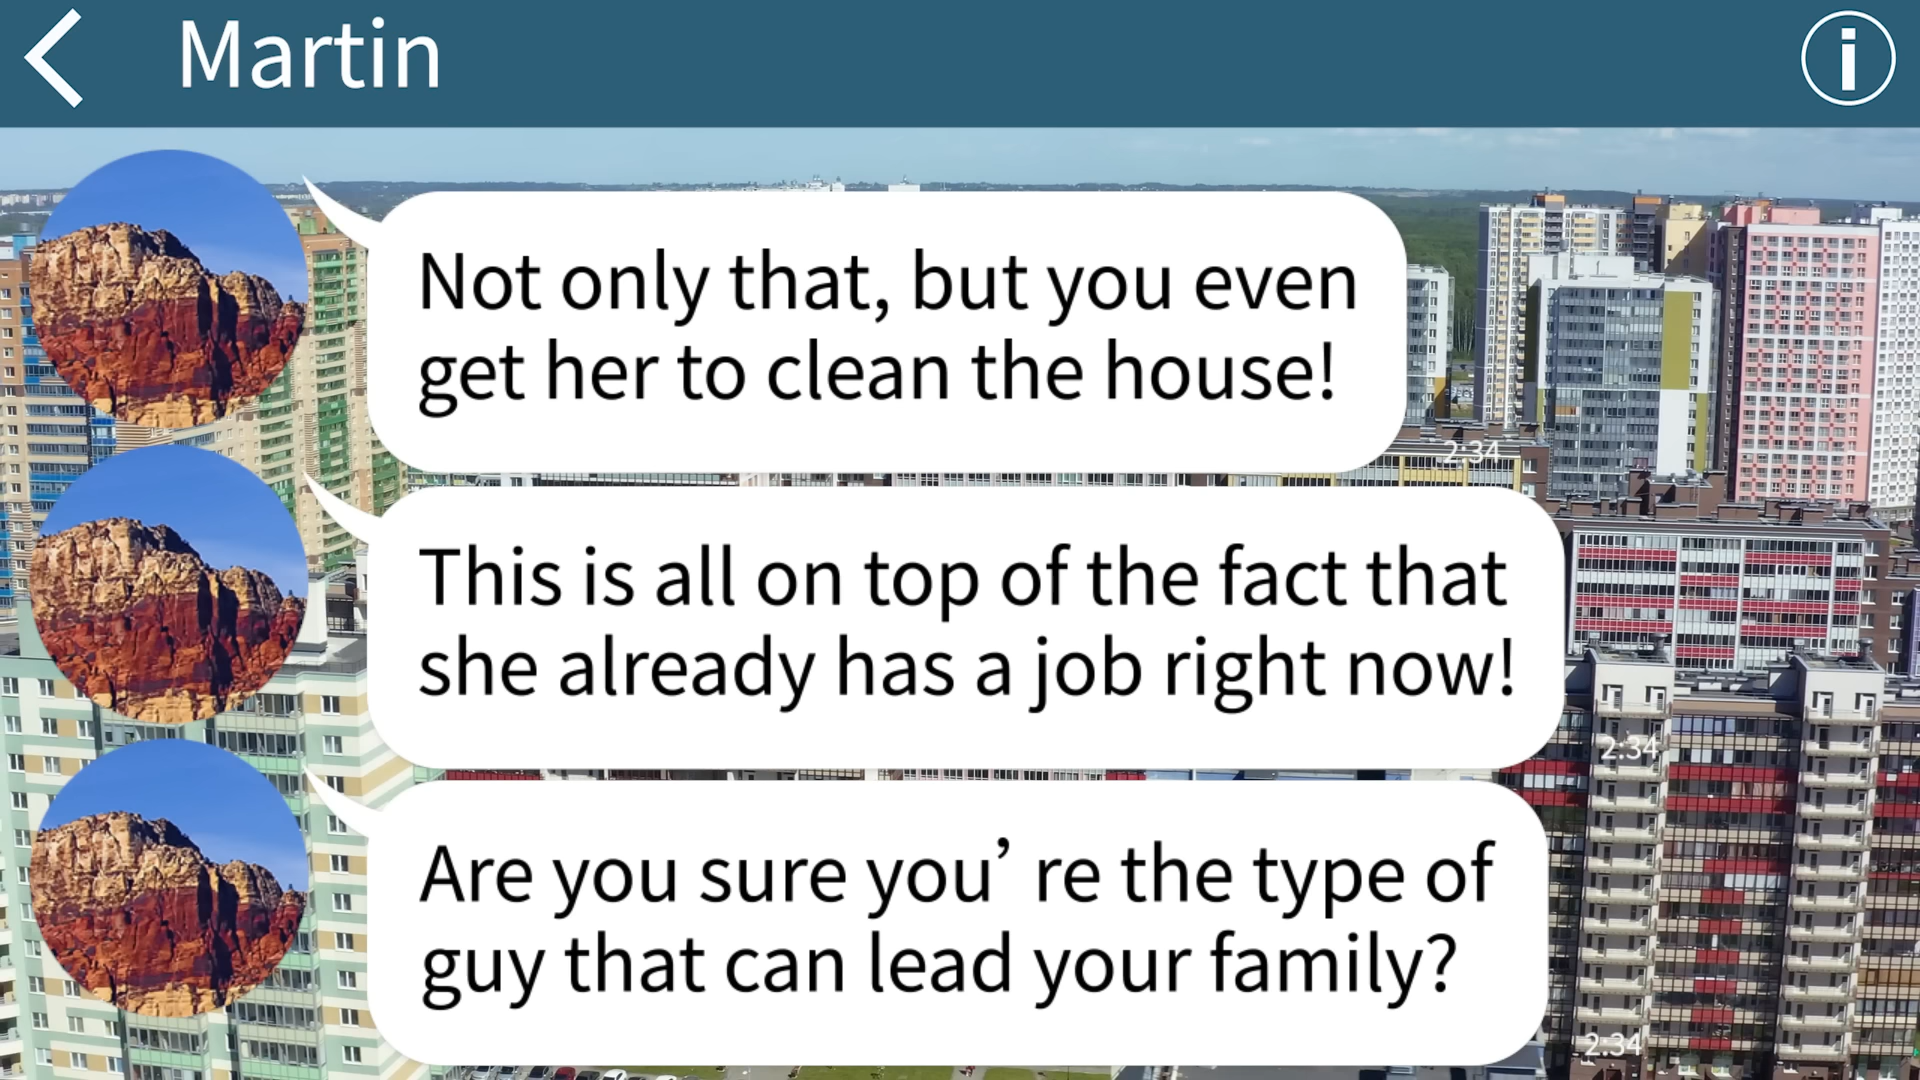 Martin
Not only that, but you even
get her to clean the house!
2:34
This is all on top of the fact that
she already has a job right now!
2:34
Are you sure you’ re the type of
guy that can lead your family?
2:34